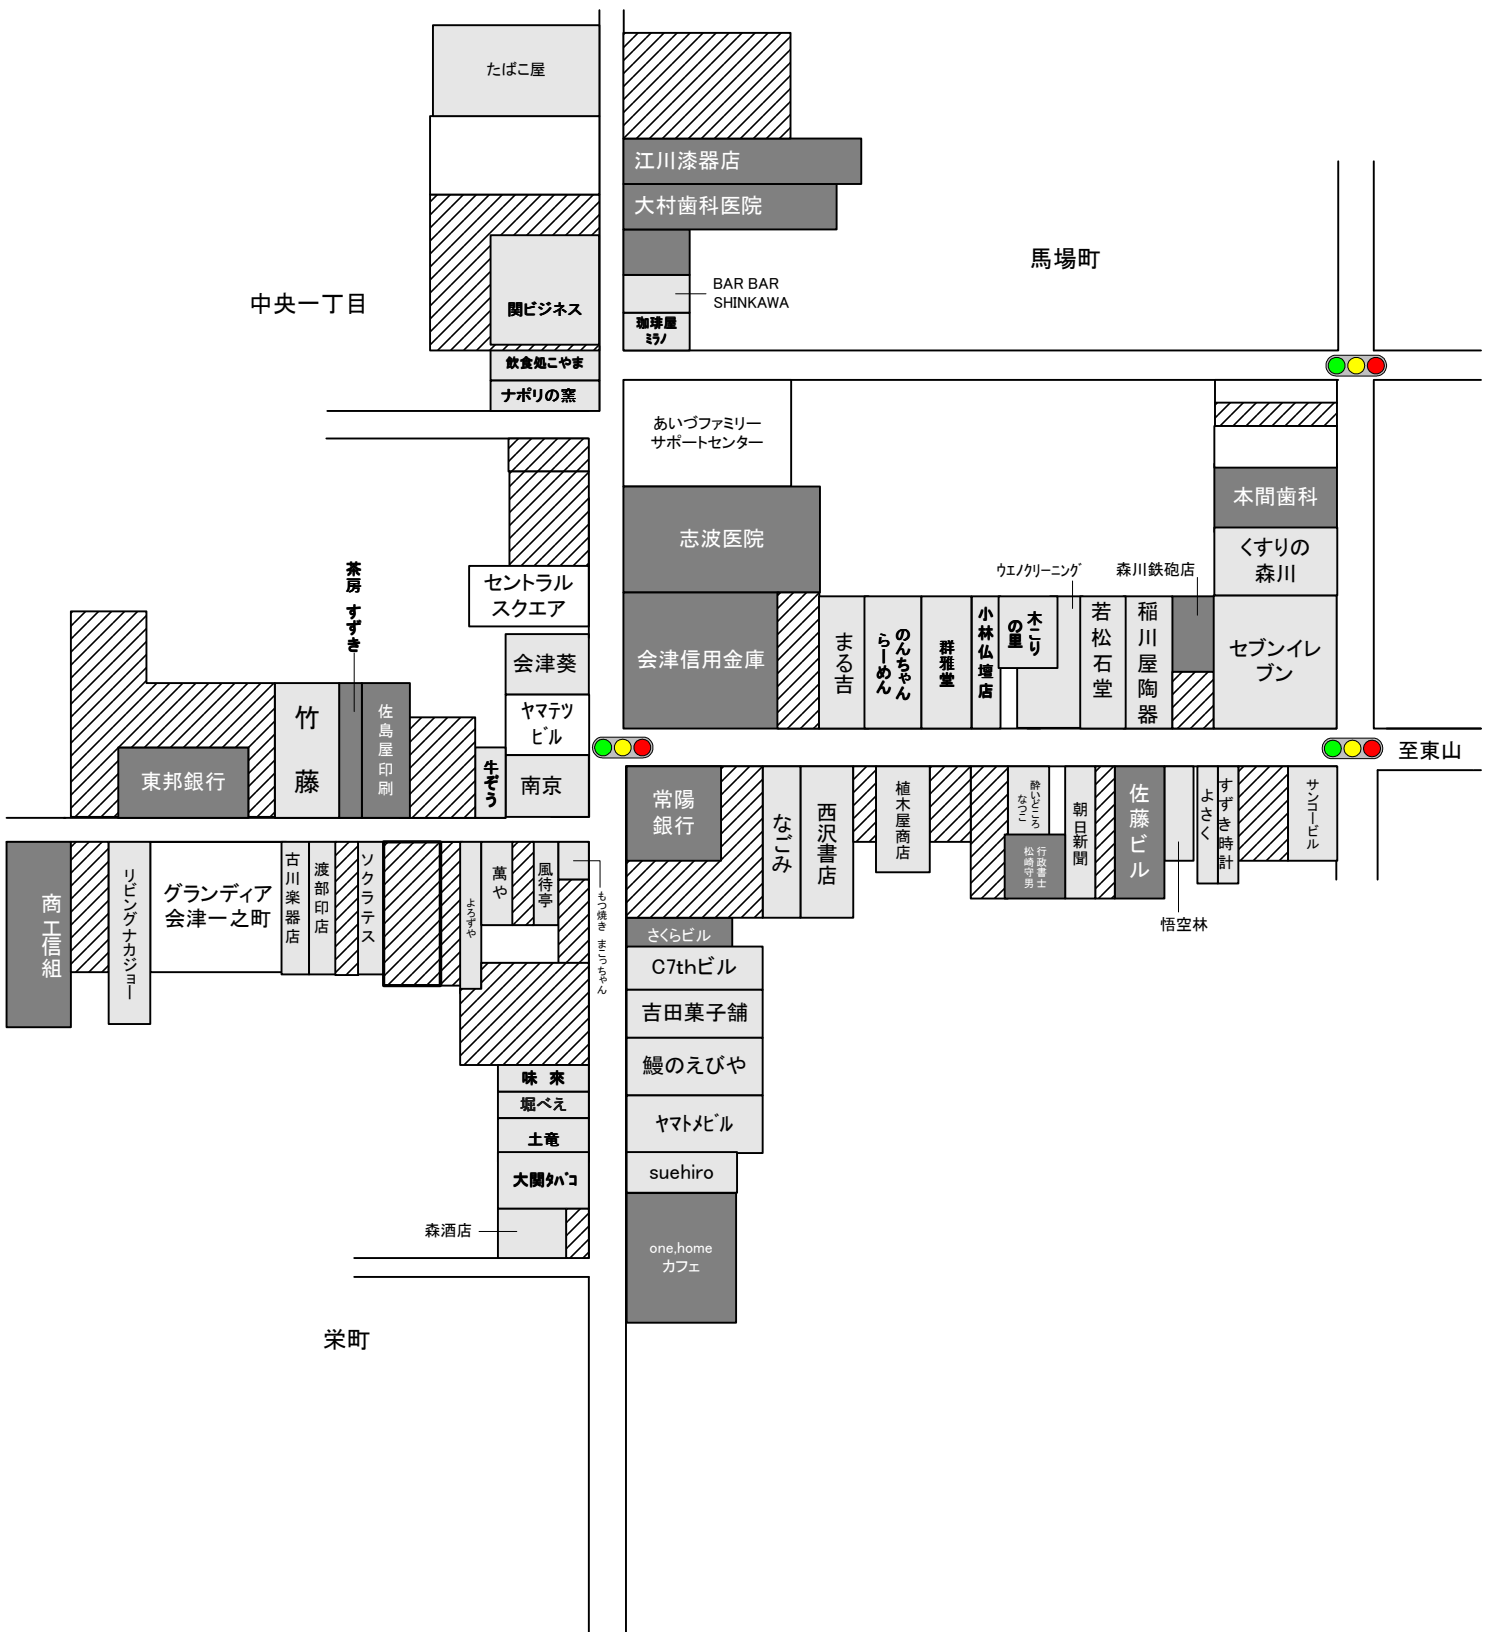 たばこ屋
江川漆器店
大村歯科医院
馬場町
中央一丁目
関ビジネス
BAR BAR
SHINKAWA
珈琲屋
ミラノ
飲食処こやま
ナポリの窯
あいづファミリー
サポートセンター
志波医院
本間歯科
くすりの
森川
セントラル
スクエア
ウエノクリーニング
森川鉄砲店
茶房 すずき
会津葵
会津信用金庫
まる吉
のんちゃん
らーめん
群雅堂
小林仏壇店
木こり
の里
若松石堂
稲川屋陶器
セブンイレ
ブン
竹藤
佐島屋印刷
ヤマテツ
ビル
東邦銀行
牛ぞう
南京
至東山
常陽
銀行
なごみ
西沢書店
植木屋商店
酔いどころ
なつこ
行政書士
松崎守男
朝日新聞
佐藤ビル
よさく
すずき時計
サンコービル
悟空林
商工信組
リビングナカジョー
グランディア
会津一之町
古川楽器店
渡部印店
ソクラテス
よろずや
萬や
風待亭
もつ焼き まこっちゃん
さくらビル
C7thビル
吉田菓子舗
鰻のえびや
ヤマトメビル
suehiro
one,home
カフェ
味 來
堀べえ
土竜
大関タバコ
森酒店
栄町